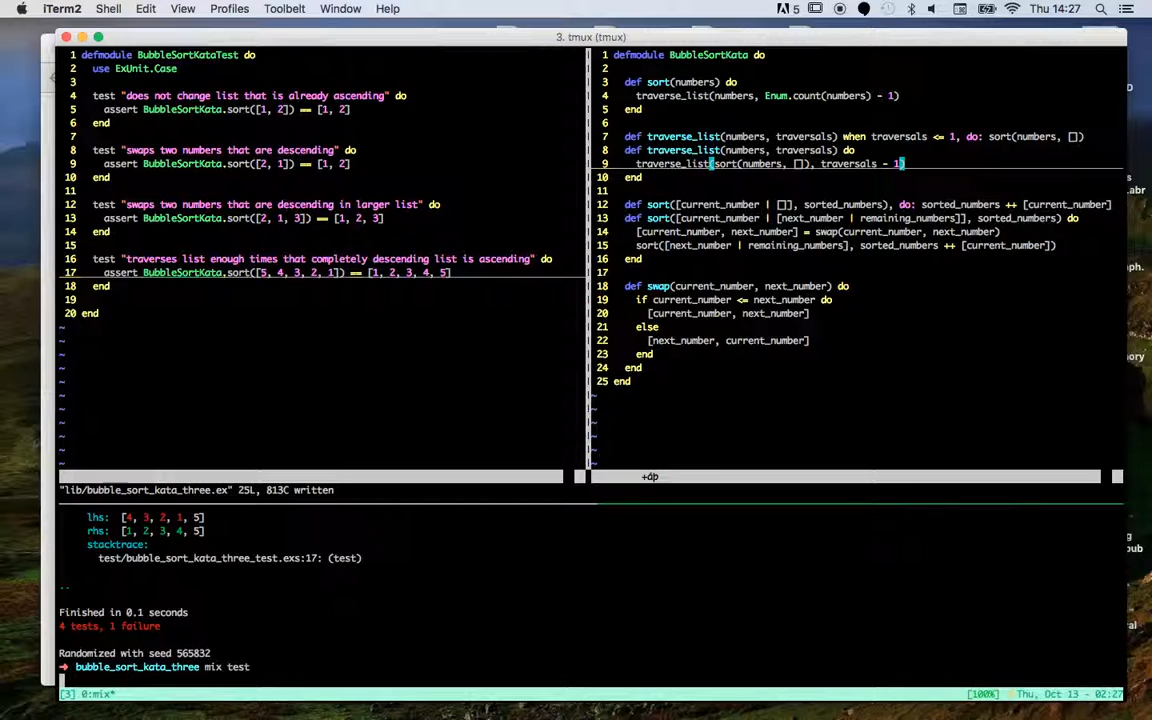 iTerm2 Shell Edit View Profiles Toolbelt Window Help
5 Thu 14:27
3. tmux (tmux)
1 defmodule BubbleSortKataTest do
2 use ExUnit.Case
3
4 test "does not change list that is already ascending" do
5 assert BubbleSortKata.sort([1, 2]) == [1, 2]
6 end
7
8 test "swaps two numbers that are descending" do
9 assert BubbleSortKata.sort([2, 1]) == [1, 2]
10 end
11
12 test "swaps two numbers that are descending in larger list" do
13 assert BubbleSortKata.sort([2, 1, 3]) == [1, 2, 3]
14 end
15
16 test "traverses list enough times that completely descending list is ascending" do
17 assert BubbleSortKata.sort([5, 4, 3, 2, 1]) == [1, 2, 3, 4, 5]
18 end
19
20 end
~
~
~
~
~
~
~
~
~
~
~
1 defmodule BubbleSortKata do
2
3 def sort(numbers) do
4 traverse_list(numbers, Enum.count(numbers) - 1)
5 end
6
7 def traverse_list(numbers, traversals) when traversals <= 1, do: sort(numbers, [])
8 def traverse_list(numbers, traversals) do
9 traverse_list(sort(numbers, []), traversals - 1)
10 end
11
12 def sort([current_number | []], sorted_numbers), do: sorted_numbers ++ [current_number]
13 def sort([current_number | [next_number | remaining_numbers]], sorted_numbers) do
14 [current_number, next_number] = swap(current_number, next_number)
15 sort([next_number | remaining_numbers], sorted_numbers ++ [current_number])
16 end
17
18 def swap(current_number, next_number) do
19 if current_number <= next_number do
20 [current_number, next_number]
21 else
22 [next_number, current_number]
23 end
24 end
25 end
~
~
~
~
~
~
"lib/bubble_sort_kata_three.ex" 25L, 813C written
lhs: [4, 3, 2, 1, 5]
rhs: [1, 2, 3, 4, 5]
stacktrace:
test/bubble_sort_kata_three_test.exs:17: (test)
..
Finished in 0.1 seconds
4 tests, 1 failure
Randomized with seed 565832
➜ bubble_sort_kata_three mix test
[3] 0:mix*
[100%] Thu, Oct 13 - 02:27